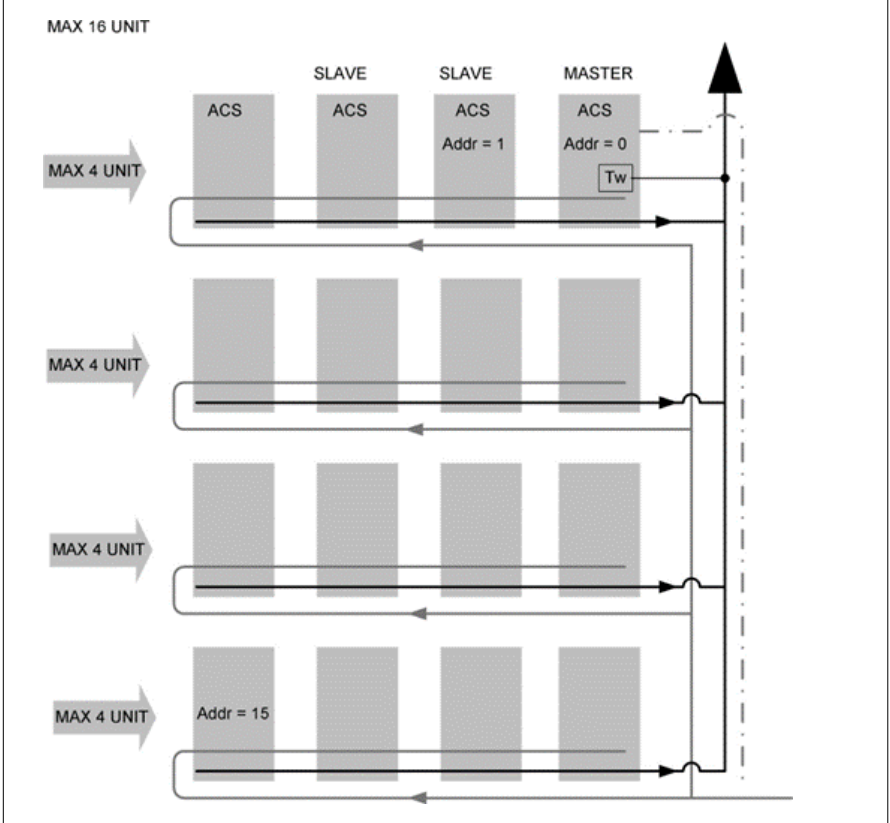 MAX 16 UNIT
SLAVE SLAVE MASTER
ACS ACS ACS ACS
Addr = 1 Addr = 0
MAX 4 UNIT
Tw
MAX 4 UNIT
MAX 4 UNIT
Addr = 15
MAX 4 UNIT